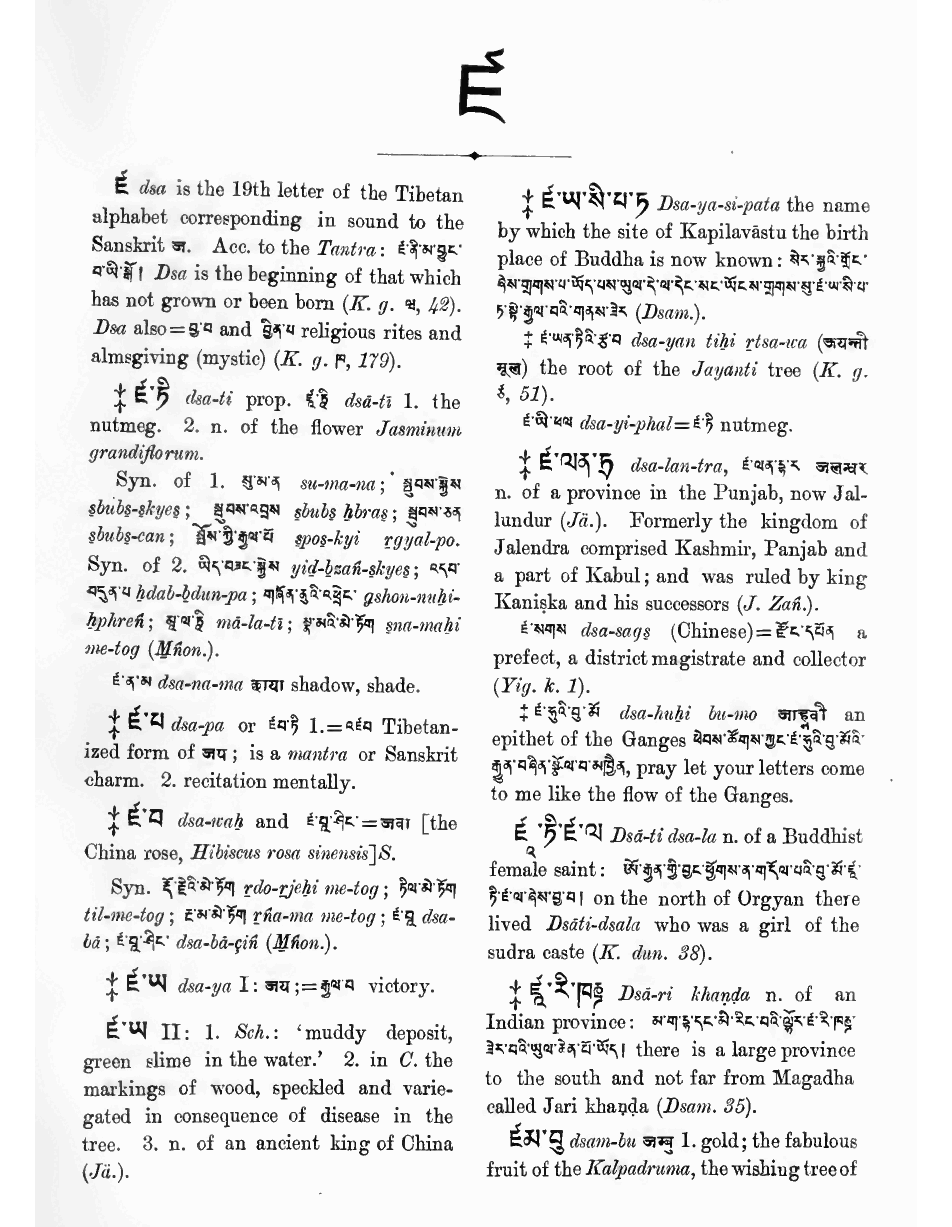 ཛ
ཛ dsa is the 19th letter of the Tibetan
alphabet corresponding in sound to the
Sanskrit ज. Acc. to the Tantra: ཛ་ནི་མ་བྱུང་
བ་ཡི་སྒོ། Dsa is the beginning of that which
has not grown or been born (K. g. ཥ, 42).
Dsa also = བྱ་བ and སྦྱིན་པ religious rites and
almsgiving (mystic) (K. g. ཁ, 179).
‡ ཛ་ཏི dsa-ti prop. ཛཱ་ཏི dsā-tī 1. the
nutmeg. 2. n. of the flower Jasminum
grandiflorum.
Syn. of 1. སུ་མ་ན su-ma-na; སྦུབས་སྐྱེས
sbubs-skyes; སྦུབས་འབྲས sbubs ḥbras; སྦུབས་ཅན
sbubs-can; སྤོས་ཀྱི་རྒྱལ་པོ spos-kyi rgyal-po.
Syn. of 2. ཡིད་བཟང་སྐྱེས yid-bzañ-skyes; འདབ་
བདུན་པ ḥdab-bdun-pa; གཞོན་ནུའི་འཕྲེང་ gshon-nuḥi-
hphreñ; མཱ་ལ་ཏི mā-la-tī; སྣ་མའི་མེ་ཏོག sna-maḥi
me-tog (Mñon.).
ཛ་ན་མ dsa-na-ma छाया shadow, shade.
‡ ཛ་པ dsa-pa or ཛབ་ཏི 1.=འཛབ Tibetan-
ized form of जय; is a mantra or Sanskrit
charm. 2. recitation mentally.
‡ ཛ་བ dsa-waḥ and ཛ་བཱ་ཤིང་=जवा [the
China rose, Hibiscus rosa sinensis]S.
Syn. རྡོ་རྗེའི་མེ་ཏོག rdo-rjeḥi me-tog; ཏིལ་མེ་ཏོག
til-me-tog; རྔ་མ་མེ་ཏོག rña-ma me-tog; ཛ་བཱ dsa-
bā; ཛ་བཱ་ཤིང་ dsa-bā-çiñ (Mñon.).
‡ ཛ་ཡ dsa-ya I: जय;=རྒྱལ་བ victory.
ཛ་ཡ II: 1. Sch.: ‘muddy deposit,
green slime in the water.’ 2. in C. the
markings of wood, speckled and varie-
gated in consequence of disease in the
tree. 3. n. of an ancient king of China
(Jä.).
‡ ཛ་ཡ་སི་པ་ཏ Dsa-ya-si-pata the name
by which the site of Kapilavāstu the birth
place of Buddha is now known: སེར་སྐྱའི་གྲོང་
ཞེས་གྲགས་པ་ཡོད་པས་ཡུལ་དེ་ལ་དེང་སང་ཡོངས་གྲགས་སུ་ཛ་ཡ་སི་པ་
ཏ་སྟེ་རྒྱལ་བའི་གནས་ཟེར (Dsam.).
‡ ཛ་ཡན་ཏིའི་རྩ་བ dsa-yan tiḥi rtsa-wa (जयन्ती
मूल) the root of the Jayanti tree (K. g.
51).
ཛ་ཡི་ཕལ dsa-yi-phal=ཛ་ཏི nutmeg.
‡ ཛ་ལན་ཏྲ dsa-lan-tra, ཛ་ལན་དྷ་ར जलन्धर
n. of a province in the Punjab, now Jal-
lundur (Jä.). Formerly the kingdom of
Jalendra comprised Kashmir, Panjab and
a part of Kabul; and was ruled by king
Kaniṣka and his successors (J. Zañ.).
ཛ་སགས dsa-sags (Chinese)=རྫོང་དཔོན a
prefect, a district magistrate and collector
(Yig. k. 1).
‡ ཛ་ཧུའི་བུ་མོ dsa-huḥi bu-mo जाह्नवी an
epithet of the Ganges ཕེབས་ཚོགས་ཀྱང་ཛ་ཧུའི་བུ་མོའི་
རྒྱུན་བཞིན་སྩོལ་བ་མཁྱེན, pray let your letters come
to me like the flow of the Ganges.
ཛཱ་ཏི་ཛ་ལ Dsā-ti dsa-la n. of a Buddhist
female saint: ཨོ་རྒྱན་གྱི་བྱང་ཕྱོགས་ན་གདོལ་པའི་བུ་མོ་ཛཱ་
ཏི་ཛ་ལ་ཞེས་བྱ་བ། on the north of Orgyan there
lived Dsāti-dsala who was a girl of the
sudra caste (K. dun. 38).
‡ ཛཱ་རི་ཁཎྜ Dsā-ri khaṇḍa n. of an
Indian province: མ་ག་དྷ་དང་མི་རིང་བའི་ལྷོར་ཛ་རི་ཁཎྜ་
ཟེར་བའི་ཡུལ་ཆེན་པོ་ཡོད། there is a large province
to the south and not far from Magadha
called Jari khaṇḍa (Dsam. 35).
ཛམ་བུ dsam-bu जम्बु 1. gold; the fabulous
fruit of the Kalpadruma, the wishing tree of